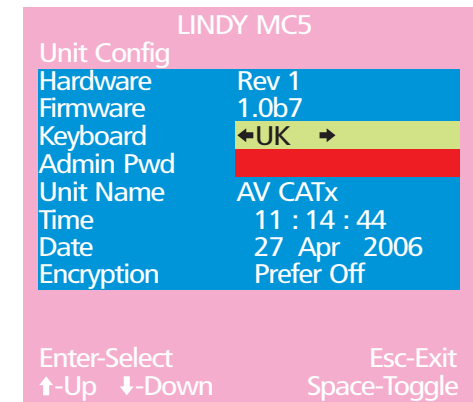 LINDY MC5
Unit Config
Hardware Rev 1
Firmware 1.0b7
Keyboard ←UK →
Admin Pwd
Unit Name AV CATx
Time 11 : 14 : 44
Date 27 Apr 2006
Encryption Prefer Off
Enter-Select Esc-Exit
↑-Up ↓-Down Space-Toggle